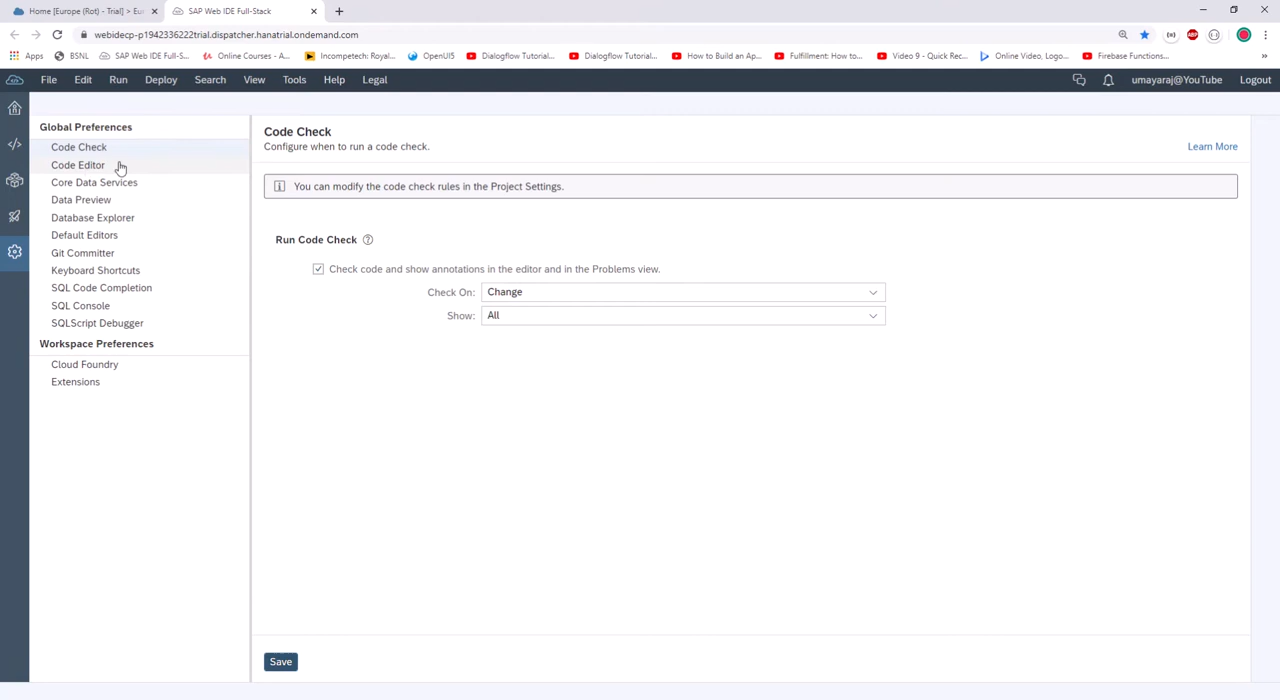 Home [Europe (Rot) - Trial] > Eu
SAP Web IDE Full-Stack
webidecp-p1942336222trial.dispatcher.hanatrial.ondemand.com
Apps
BSNL
SAP Web IDE Full-S...
Online Courses - A...
Incompetech: Royal...
OpenUI5
Dialogflow Tutorial...
Dialogflow Tutorial...
How to Build an Ap...
Fulfillment: How to...
Video 9 - Quick Rec...
Online Video, Logo...
Firebase Functions...
File Edit Run Deploy Search View Tools Help Legal
umayaraj@YouTube
Logout
Global Preferences
Code Check
Code Editor
Core Data Services
Data Preview
Database Explorer
Default Editors
Git Committer
Keyboard Shortcuts
SQL Code Completion
SQL Console
SQLScript Debugger
Workspace Preferences
Cloud Foundry
Extensions
Code Check
Configure when to run a code check.
Learn More
You can modify the code check rules in the Project Settings.
Run Code Check
Check code and show annotations in the editor and in the Problems view.
Check On: Change
Show: All
Save